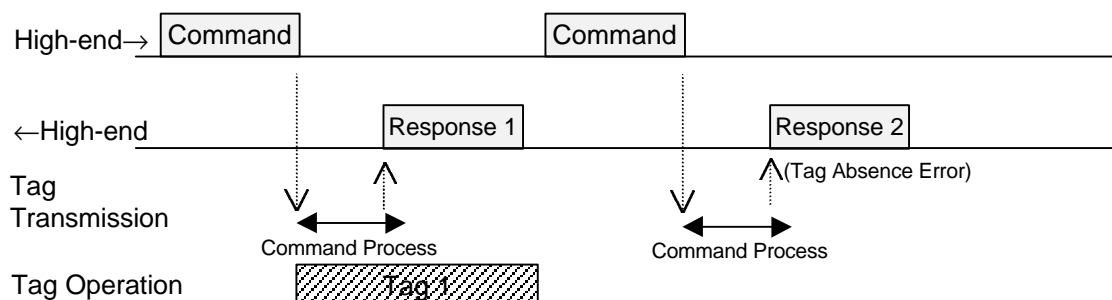 High-end→ Command Command
←High-end Response 1 Response 2
(Tag Absence Error)
Tag
Transmission
Command Process Command Process
Tag Operation Tag 1